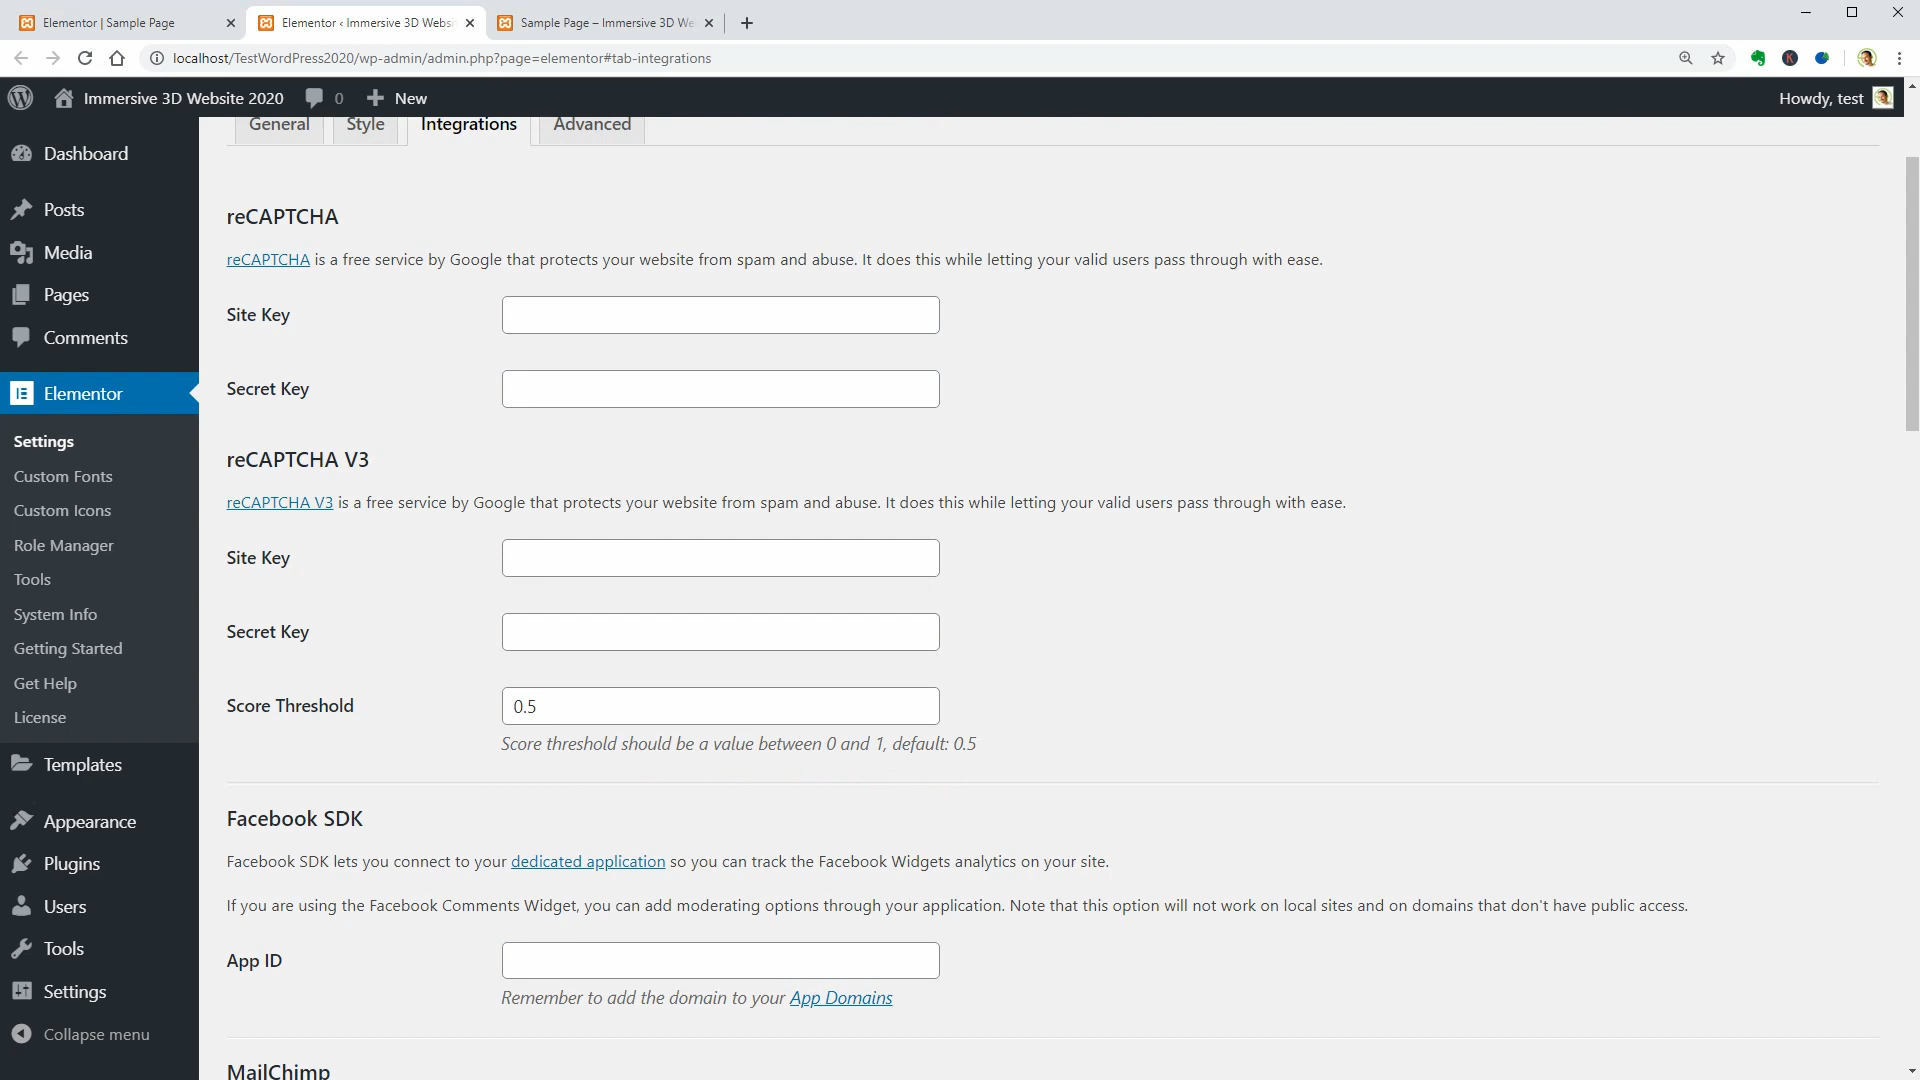 Elementor | Sample Page
Elementor ‹ Immersive 3D Webs
Sample Page – Immersive 3D We
localhost/TestWordPress2020/wp-admin/admin.php?page=elementor#tab-integrations
K
Immersive 3D Website 2020
0
New
Howdy, test
General
Style
Integrations
Advanced
Dashboard
Posts
Media
Pages
Comments
Elementor
Settings
Custom Fonts
Custom Icons
Role Manager
Tools
System Info
Getting Started
Get Help
License
Templates
Appearance
Plugins
Users
Tools
Settings
Collapse menu
reCAPTCHA
reCAPTCHA is a free service by Google that protects your website from spam and abuse. It does this while letting your valid users pass through with ease.
Site Key
Secret Key
reCAPTCHA V3
reCAPTCHA V3 is a free service by Google that protects your website from spam and abuse. It does this while letting your valid users pass through with ease.
Site Key
Secret Key
Score Threshold
0.5
Score threshold should be a value between 0 and 1, default: 0.5
Facebook SDK
Facebook SDK lets you connect to your dedicated application so you can track the Facebook Widgets analytics on your site.
If you are using the Facebook Comments Widget, you can add moderating options through your application. Note that this option will not work on local sites and on domains that don't have public access.
App ID
Remember to add the domain to your App Domains
MailChimp